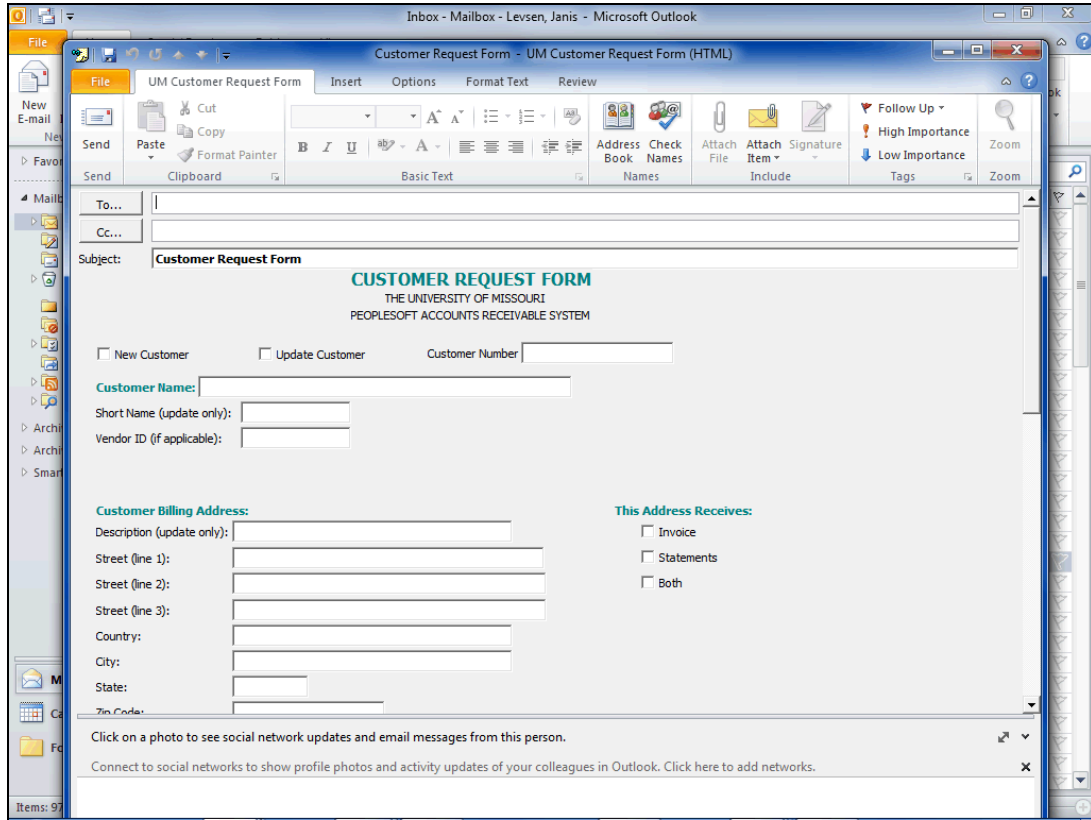 Inbox - Mailbox - Levsen, Janis - Microsoft Outlook
File
Customer Request Form - UM Customer Request Form (HTML)
File UM Customer Request Form Insert Options Format Text Review
New E-mail
Send
Paste
Cut
Copy
Format Painter
B I U
Address Book
Check Names
Attach File
Attach Item
Signature
Follow Up
High Importance
Low Importance
Zoom
Send Clipboard Basic Text Names Include Tags Zoom
To...
Cc...
Subject: Customer Request Form
CUSTOMER REQUEST FORM
THE UNIVERSITY OF MISSOURI
PEOPLESOFT ACCOUNTS RECEIVABLE SYSTEM
New Customer Update Customer Customer Number
Customer Name:
Short Name (update only):
Vendor ID (if applicable):
Customer Billing Address: This Address Receives:
Description (update only): Invoice
Street (line 1): Statements
Street (line 2): Both
Street (line 3):
Country:
City:
State:
Zip Code:
Click on a photo to see social network updates and email messages from this person.
Connect to social networks to show profile photos and activity updates of your colleagues in Outlook. Click here to add networks.
Items: 97